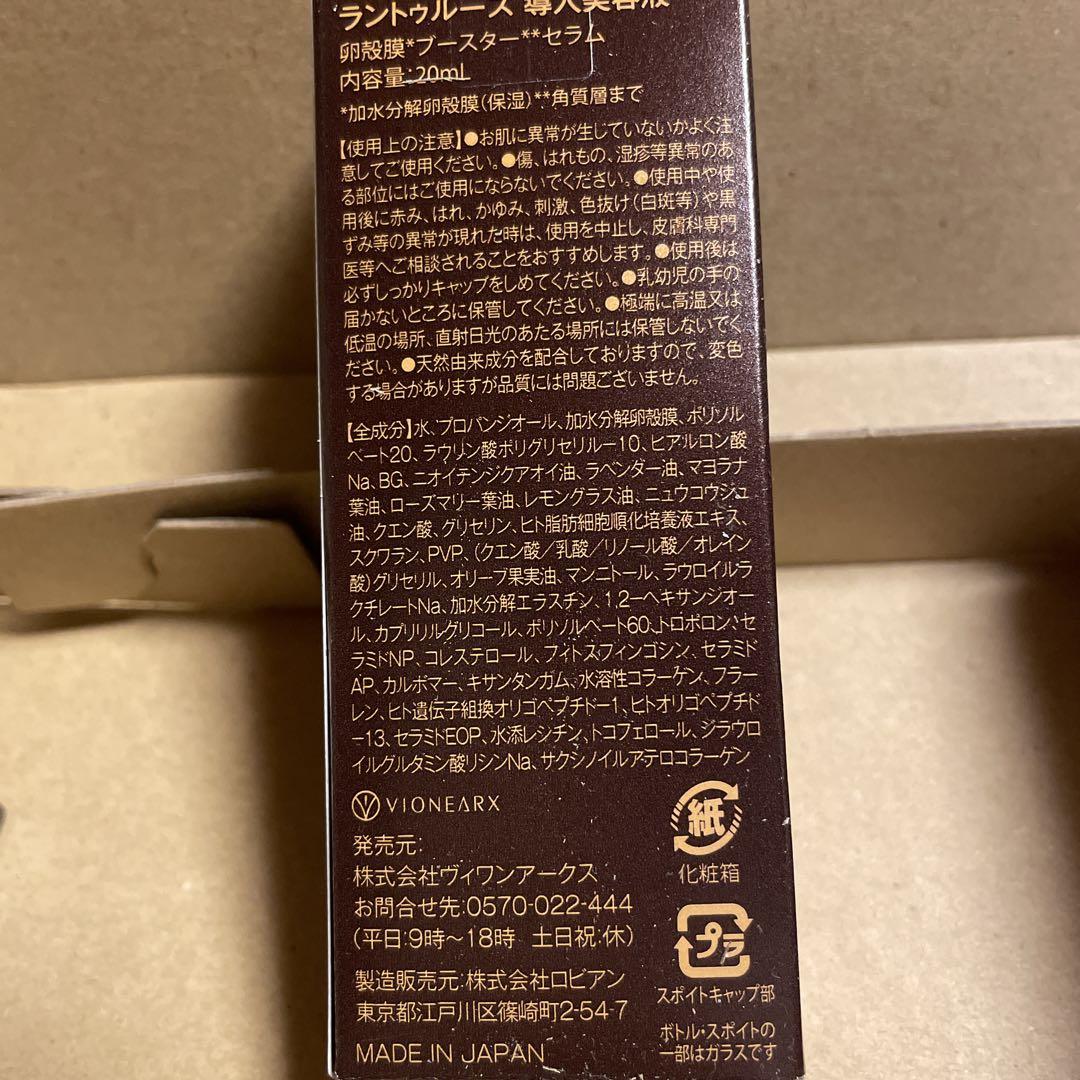 ラントゥルース 導入美容液
卵殻膜*ブースター**セラム
内容量:20mL
*加水分解卵殻膜(保湿)**角質層まで
【使用上の注意】●お肌に異常が生じていないかよく注
意してご使用ください。●傷、はれもの、湿疹等異常のあ
る部位にはご使用にならないでください。●使用中や使
用後に赤み、はれ、かゆみ、刺激、色抜け(白斑等)や黒
ずみ等の異常が現れた時は、使用を中止し、皮膚科専門
医等へご相談されることをおすすめします。●使用後は
必ずしっかりキャップをしめてください。●乳幼児の手の
届かないところに保管してください。●極端に高温又は
低温の場所、直射日光のあたる場所には保管しないでく
ださい。●天然由来成分を配合しておりますので、変色
する場合がありますが品質には問題ございません。
【全成分】水、プロパンジオール、加水分解卵殻膜、ポリソル
ベート20、ラウリン酸ポリグリセリル-10、ヒアルロン酸
Na、BG、ニオイテンジクアオイ油、ラベンダー油、マヨラナ
葉油、ローズマリー葉油、レモングラス油、ニュウコウジュ
油、クエン酸、グリセリン、ヒト脂肪細胞順化培養液エキス、
スクワラン、PVP、(クエン酸/乳酸/リノール酸/オレイン
酸)グリセリル、オリーブ果実油、マンニトール、ラウロイルラ
クチレートNa、加水分解エラスチン、1,2-ヘキサンジオー
ル、カプリリルグリコール、ポリソルベート60、トロポロン、セ
ラミドNP、コレステロール、フィトスフィンゴシン、セラミド
AP、カルボマー、キサンタンガム、水溶性コラーゲン、フラー
レン、ヒト遺伝子組換オリゴペプチド-1、ヒトオリゴペプチド
-13、セラミドEOP、水添レシチン、トコフェロール、ジラウロ
イルグルタミン酸リシンNa、サクシノイルアテロコラーゲン
VIONEARX
発売元:
株式会社ヴィワンアークス
お問合せ先:0570-022-444
(平日:9時~18時 土日祝:休)
製造販売元:株式会社ロビアン
東京都江戸川区篠崎町2-54-7
MADE IN JAPAN
紙
化粧箱
プラ
スポイトキャップ部
ボトル・スポイトの
一部はガラスです